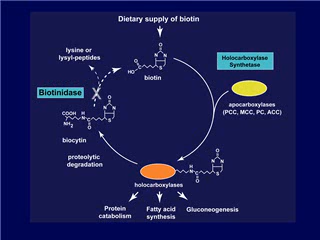 Dietary supply of biotin
lysine or
lysyl-peptides
Holocarboxylase
Synthetase
biotin
Biotinidase
apocarboxylases
(PCC, MCC, PC, ACC)
biocytin
proteolytic
degradation
holocarboxylases
Protein
catabolism
Fatty acid
synthesis
Gluconeogenesis